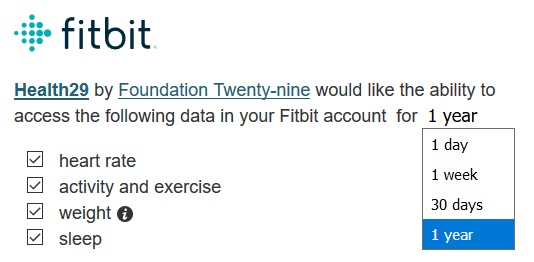 fitbit.
Health29 by Foundation Twenty-nine would like the ability to
access the following data in your Fitbit account for 1 year
1 day
1 week
30 days
1 year
heart rate
activity and exercise
weight i
sleep